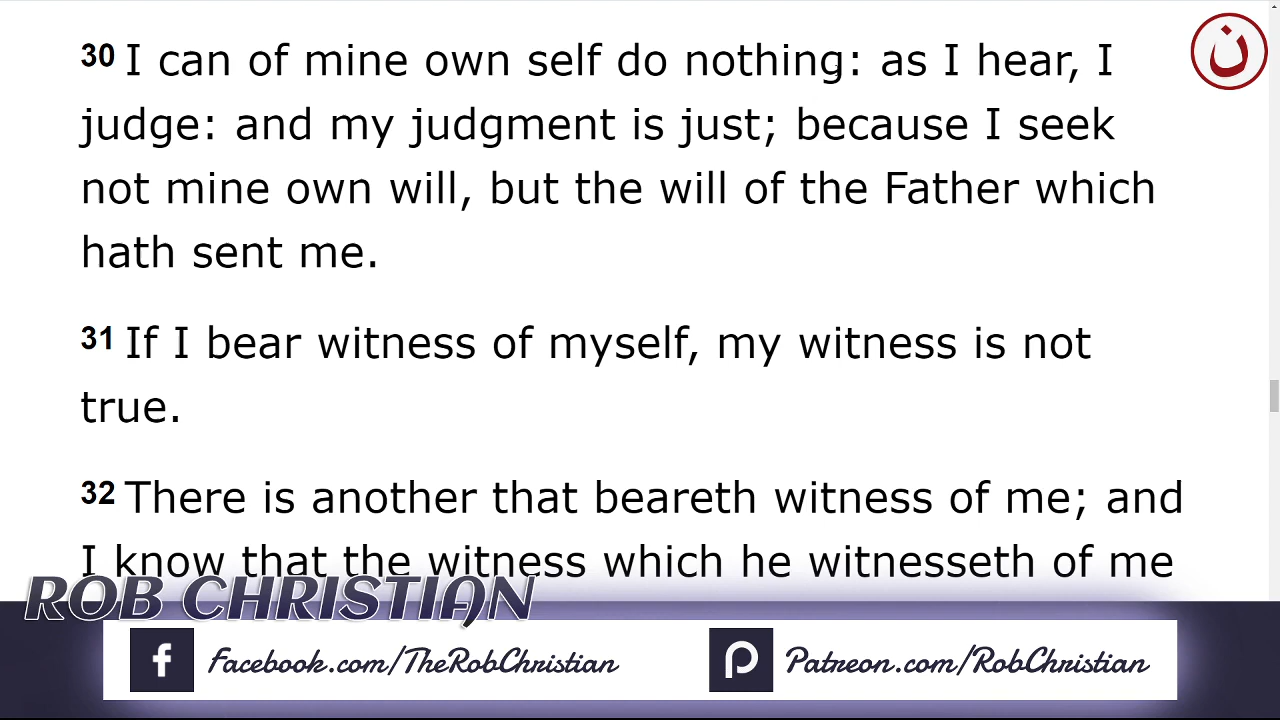 30 I can of mine own self do nothing: as I hear, I
judge: and my judgment is just; because I seek
not mine own will, but the will of the Father which
hath sent me.
31 If I bear witness of myself, my witness is not
true.
32 There is another that beareth witness of me; and
I know that the witness which he witnesseth of me
ن
ROB CHRISTIAN
Facebook.com/TheRobChristian
Patreon.com/RobChristian